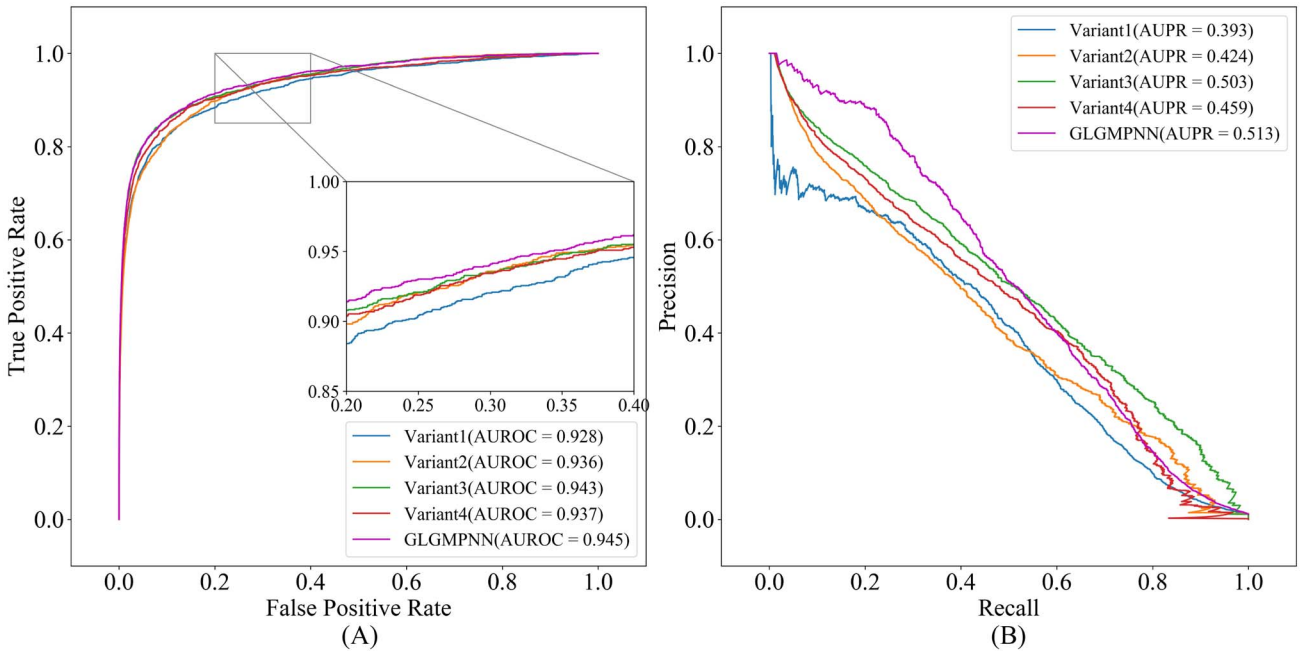 1.0
0.8
0.6
0.4
0.2
0.0
True Positive Rate
0.0 0.2 0.4 0.6 0.8 1.0
False Positive Rate
(A)
1.00
0.95
0.90
0.85
0.20 0.25 0.30 0.35 0.40
Variant1(AUROC = 0.928)
Variant2(AUROC = 0.936)
Variant3(AUROC = 0.943)
Variant4(AUROC = 0.937)
GLGMPNN(AUROC = 0.945)
1.0
0.8
0.6
0.4
0.2
0.0
Precision
0.0 0.2 0.4 0.6 0.8 1.0
Recall
(B)
Variant1(AUPR = 0.393)
Variant2(AUPR = 0.424)
Variant3(AUPR = 0.503)
Variant4(AUPR = 0.459)
GLGMPNN(AUPR = 0.513)